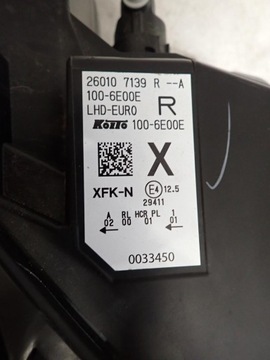 26010 7139 R --A
100-6E00E
LHD-EURO R
KOITO 100-6E00E
X
XFK-N E4 12.5
29411
A RL HCR PL 1
02 00 01 01
0033450